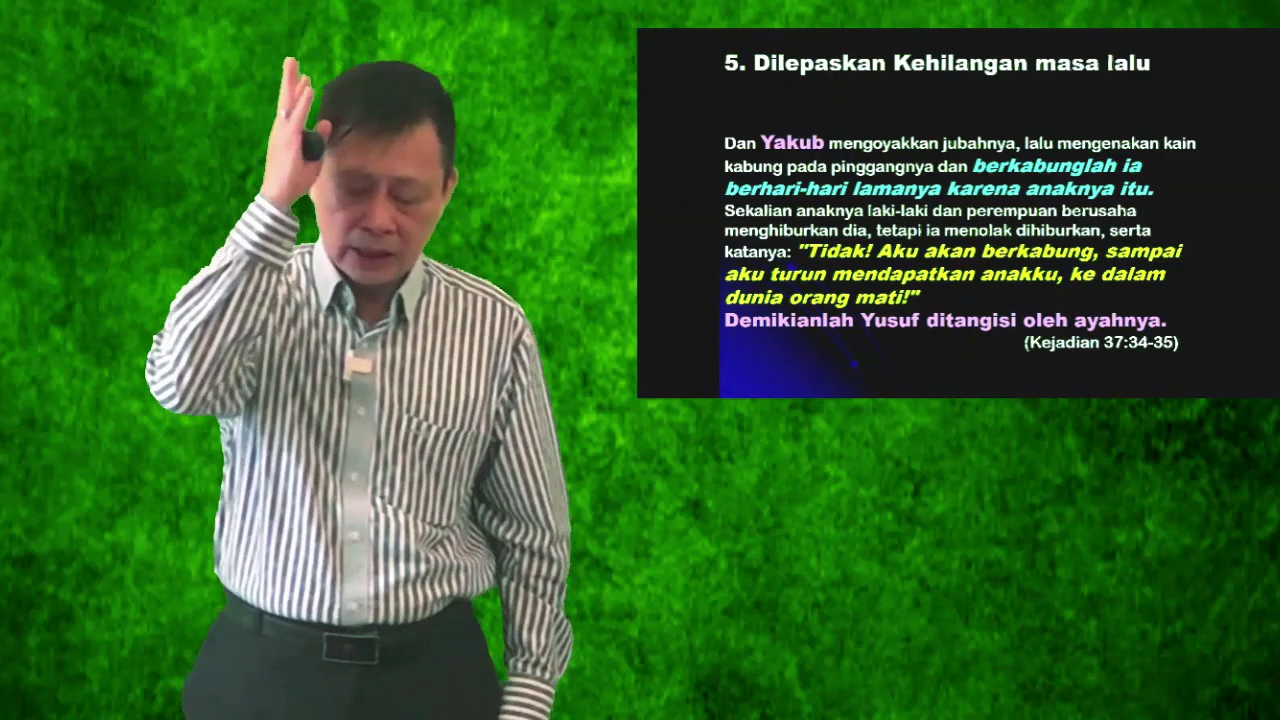 5. Dilepaskan Kehilangan masa lalu
Dan Yakub mengoyakkan jubahnya, lalu mengenakan kain
kabung pada pinggangnya dan berkabunglah ia
berhari-hari lamanya karena anaknya itu.
Sekalian anaknya laki-laki dan perempuan berusaha
menghiburkan dia, tetapi ia menolak dihiburkan, serta
katanya: "Tidak! Aku akan berkabung, sampai
aku turun mendapatkan anakku, ke dalam
dunia orang mati!"
Demikianlah Yusuf ditangisi oleh ayahnya.
(Kejadian 37:34-35)